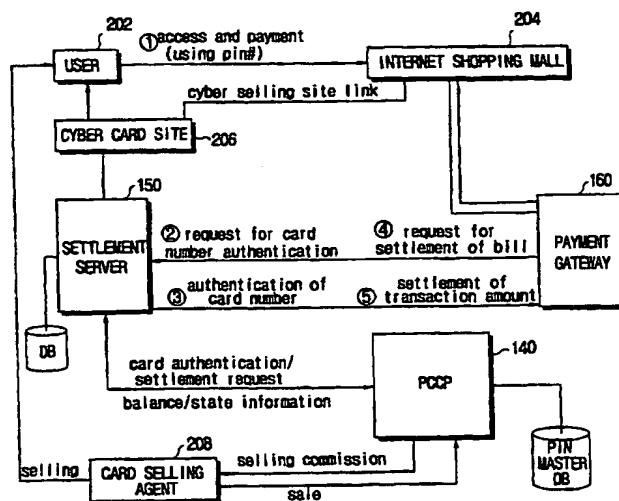 202
USER
① access and payment
(using pin#)
204
INTERNET SHOPPING MALL
cyber selling site link
CYBER CARD SITE
206
150
SETTLEMENT
SERVER
② request for card
number authentication
④ request for
settlement of bill
160
PAYMENT
GATEWAY
③ authentication of
card number
⑤ settlement of
transaction amount
DB
card authentication/
settlement request
balance/state information
140
PCCP
PIN
MASTER
DB
selling
208
CARD SELLING
AGENT
selling commission
sale